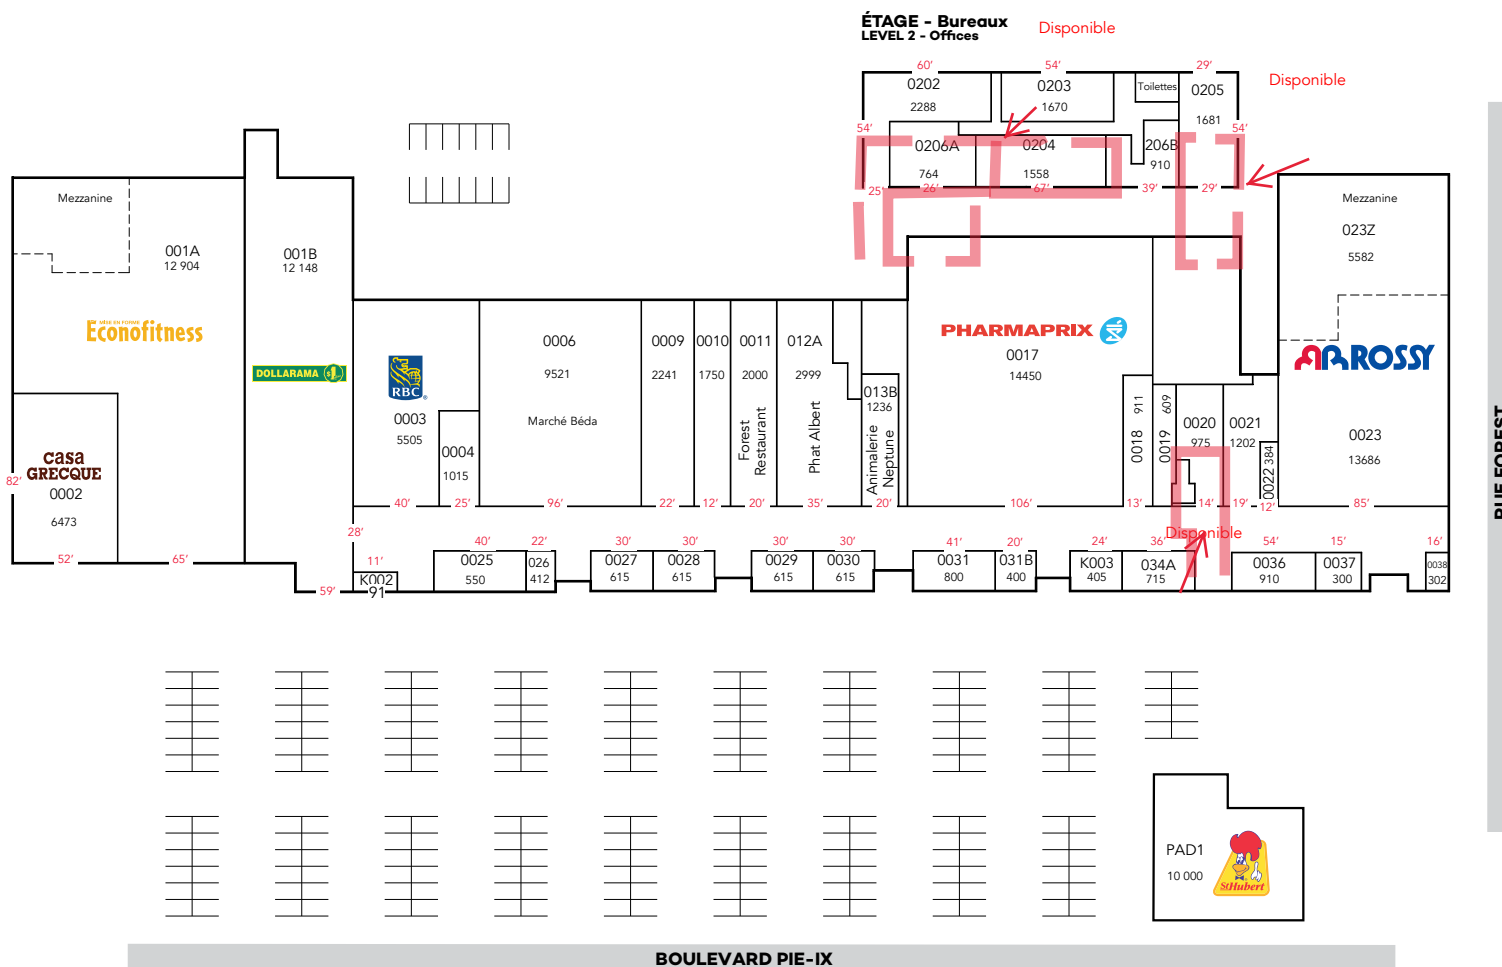 ÉTAGE - Bureaux
LEVEL 2 - Offices
Disponible
Disponible
60' 54' 29'
0202 0203 Toilettes 0205
2288 1670 1681
54' 54'
0206A 0204 206B
764 1558 910
25' 26' 67' 39' 29'
Mezzanine
001A
12 904
001B
12 148
MISE EN FORME
Éconofitness
DOLLARAMA $1
CASA
GRECQUE
0002
6473
82'
52' 65'
RBC
®
0003
5505
0004
1015
0006
9521
Marché Béda
0009
2241
0010
1750
0011
2000
Forest
Restaurant
012A
2999
Phat Albert
013B
1236
Animalerie
Neptune
PHARMAPRIX
0017
14450
0018 911
0019 609
0020
975
0021
1202
0022 384
Mezzanine
023Z
5582
ROSSY
0023
13686
40' 25' 96' 22' 12' 20' 35' 20' 106' 13' 14' 19' 12' 85'
Disponible
28'
11' 40' 22' 30' 30' 30' 30' 41' 20' 24' 36' 54' 15' 16'
K002
91
0025
550
026
412
0027
615
0028
615
0029
615
0030
615
0031
800
031B
400
K003
405
034A
715
0036
910
0037
300
0038
302
59'
PAD1
10 000
St-Hubert
RUE FOREST
BOULEVARD PIE-IX